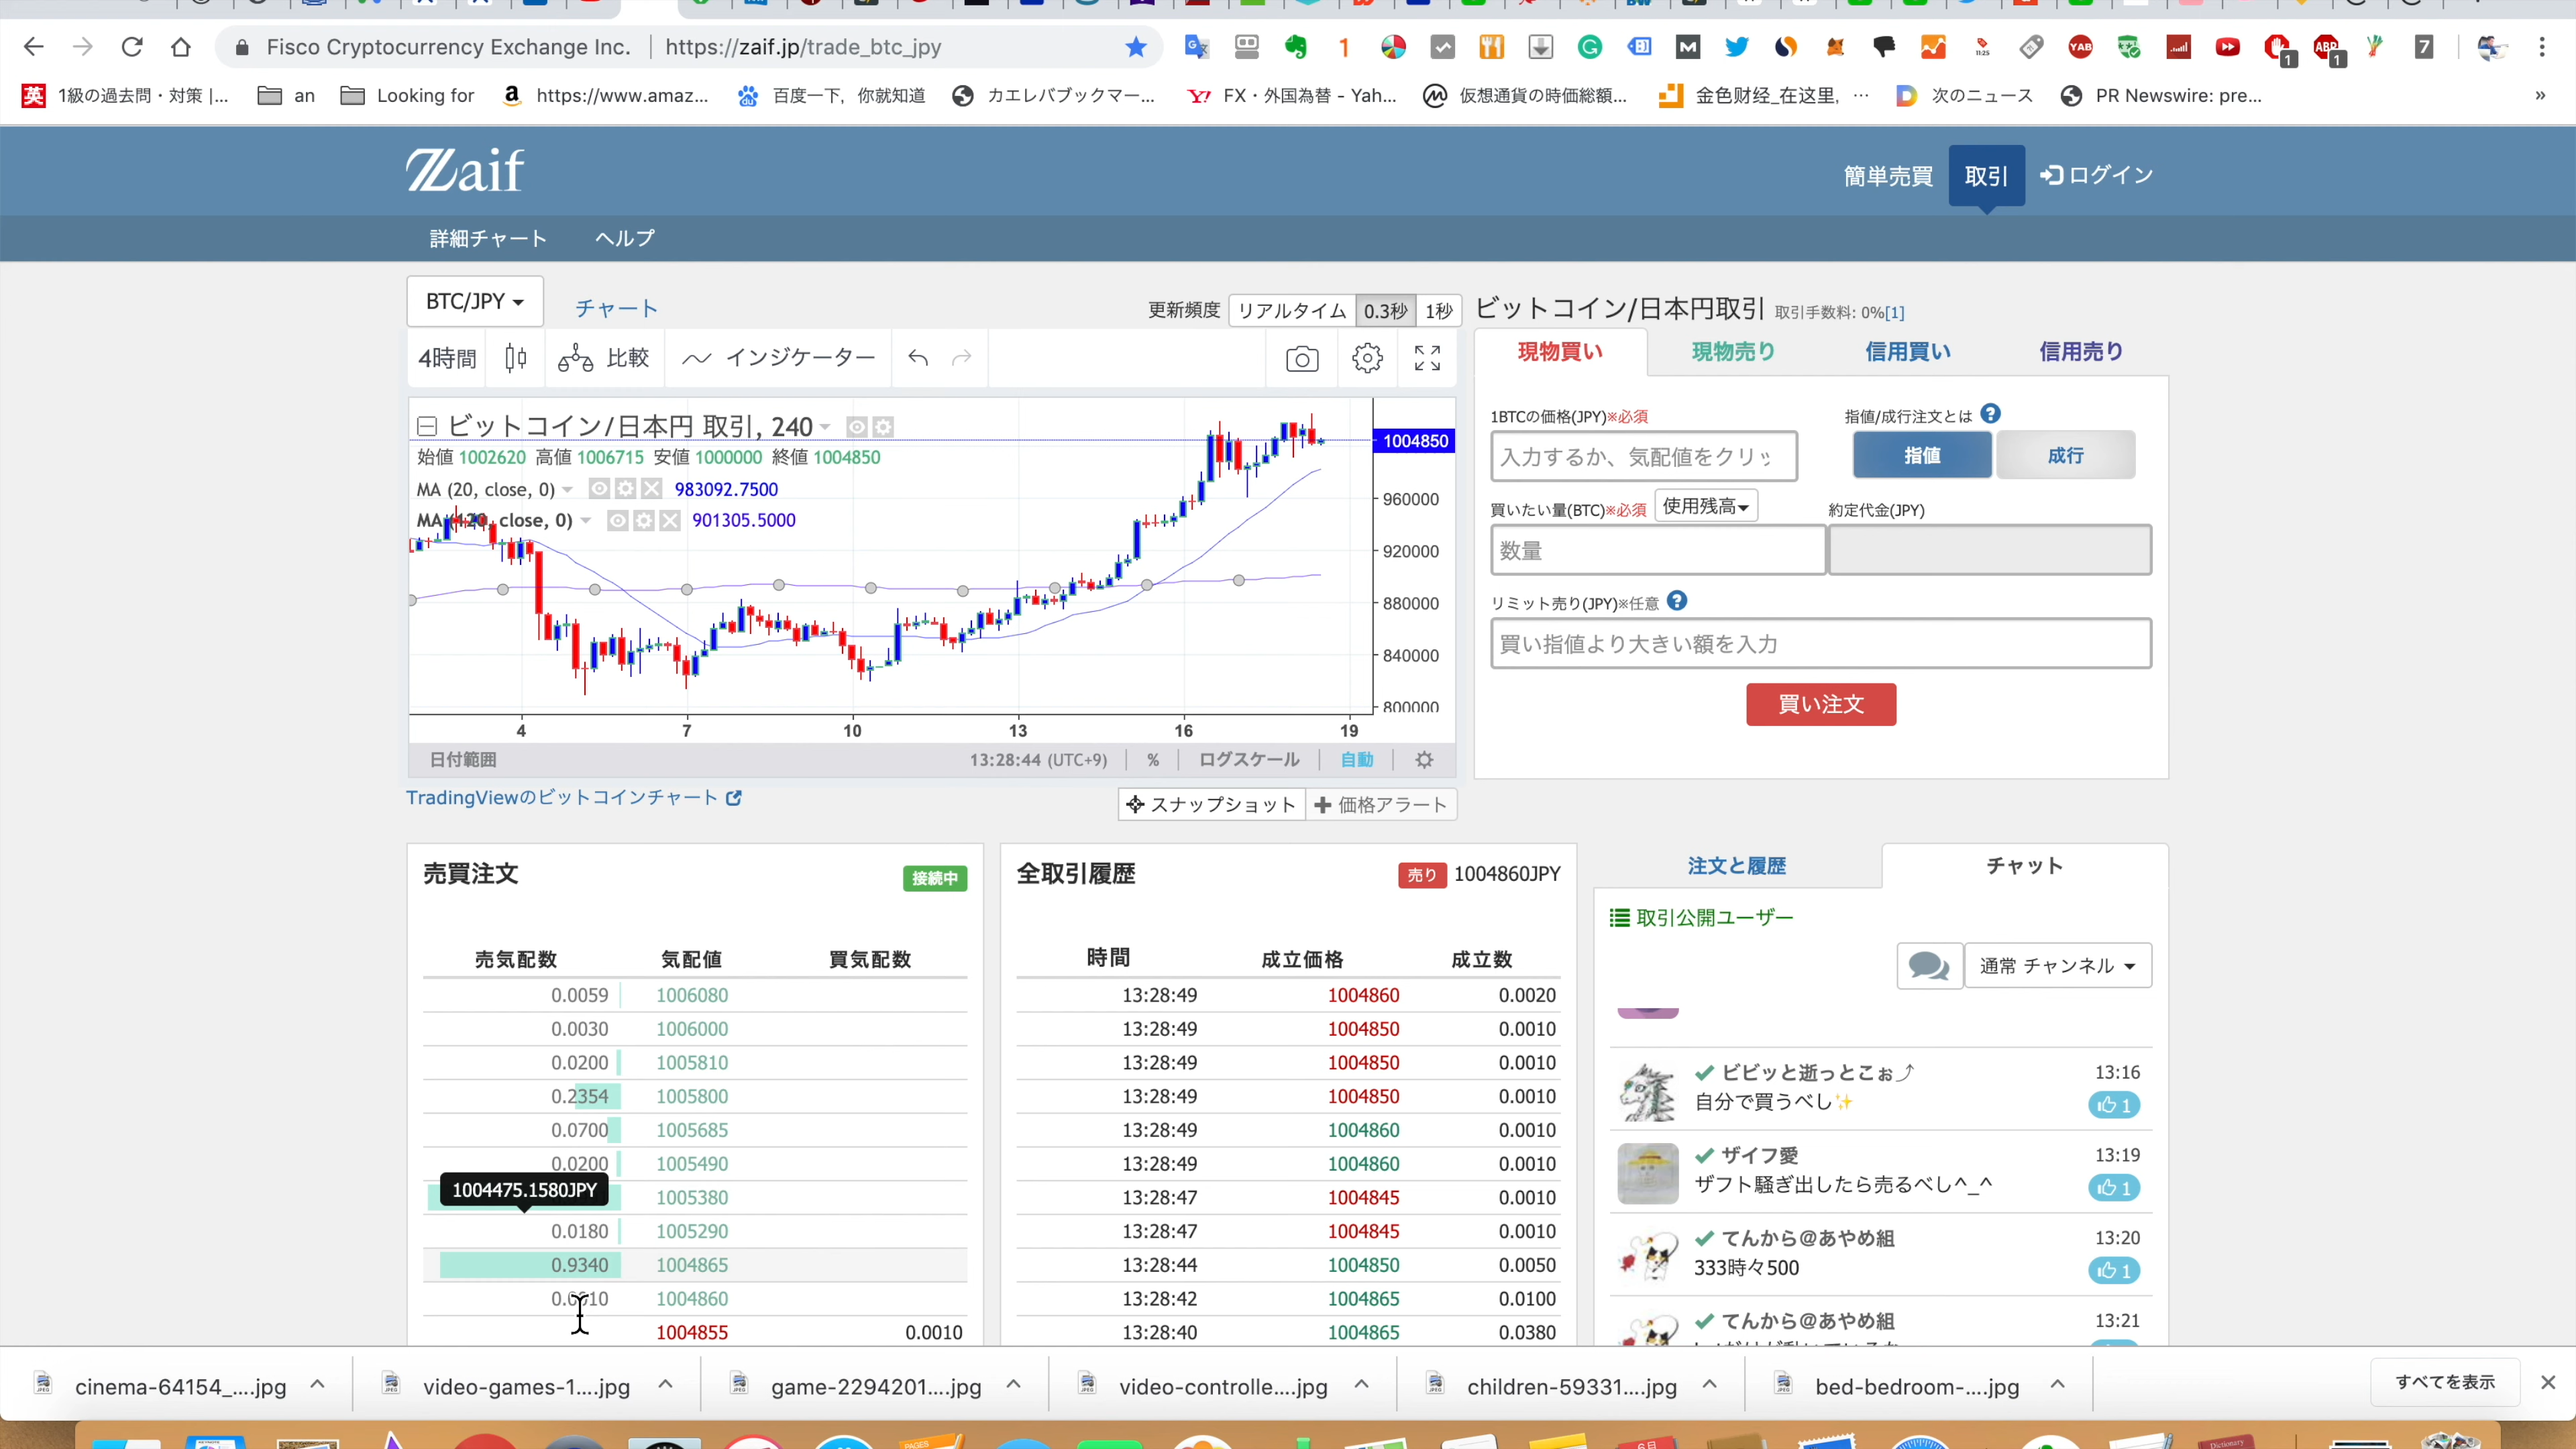 Fisco Cryptocurrency Exchange Inc. | https://zaif.jp/trade_btc_jpy
1級の過去問・対策 |...
an
Looking for
https://www.amaz...
百度一下，你就知道
カエレバブックマー...
FX・外国為替 - Yah...
仮想通貨の時価総額...
金色财经_在这里，...
次のニュース
PR Newswire: pre...
»
Zaif
簡単売買
取引
ログイン
詳細チャート
ヘルプ
BTC/JPY
チャート
更新頻度
リアルタイム
0.3秒
1秒
4時間
比較
インジケーター
ビットコイン/日本円 取引, 240
始値 1002620 高値 1006715 安値 1000000 終値 1004850
MA (20, close, 0)
983092.7500
MA (120, close, 0)
901305.5000
1004850
960000
920000
880000
840000
800000
4
7
10
13
16
19
日付範囲
13:28:44 (UTC+9)
%
ログスケール
自動
TradingViewのビットコインチャート
スナップショット
価格アラート
ビットコイン/日本円取引 取引手数料: 0%[1]
現物買い
現物売り
信用買い
信用売り
1BTCの価格(JPY)※必須
指値/成行注文とは
入力するか、気配値をクリッ
指値
成行
買いたい量(BTC)※必須
使用残高
約定代金(JPY)
数量
リミット売り(JPY)※任意
買い指値より大きい額を入力
買い注文
売買注文
接続中
売気配数 気配値 買気配数
0.0059 1006080
0.0030 1006000
0.0200 1005810
0.2354 1005800
0.0700 1005685
0.0200 1005490
1004475.1580JPY
1005380
0.0180 1005290
0.9340 1004865
1004860
1004855 0.0010
全取引履歴
売り 1004860JPY
時間 成立価格 成立数
13:28:49 1004860 0.0020
13:28:49 1004850 0.0010
13:28:49 1004850 0.0010
13:28:49 1004850 0.0010
13:28:49 1004860 0.0010
13:28:49 1004860 0.0010
13:28:47 1004845 0.0010
13:28:47 1004845 0.0010
13:28:44 1004850 0.0050
13:28:42 1004865 0.0100
13:28:40 1004865 0.0380
注文と履歴
チャット
取引公開ユーザー
通常 チャンネル
ビビッと逝っとこぉ⤴ 13:16
自分で買うべし✨ 1
ザイフ愛 13:19
ザフト騒ぎ出したら売るべし^_^ 1
てんから@あやめ組 13:20
333時々500 1
てんから@あやめ組 13:21
cinema-64154_....jpg
video-games-1....jpg
game-2294201....jpg
video-controlle....jpg
children-59331....jpg
bed-bedroom-....jpg
すべてを表示